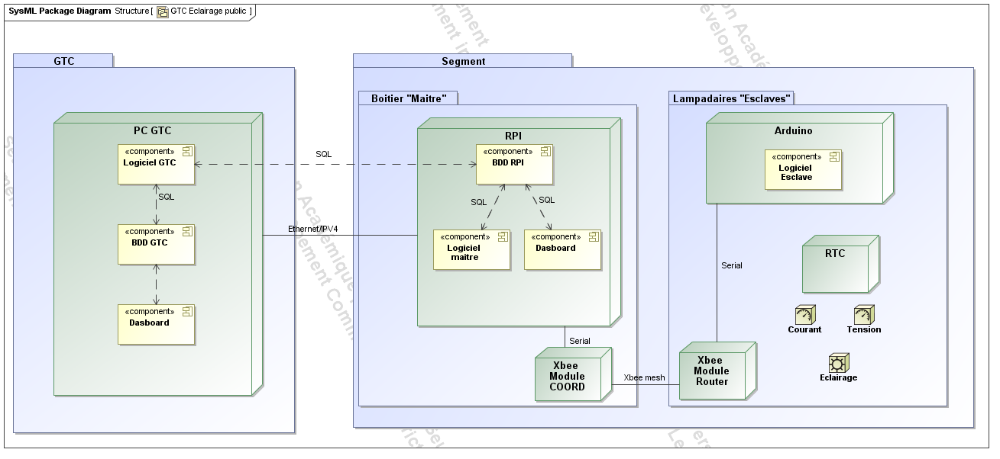 SysML Package Diagram Structure [ GTC Eclairage public ]
GTC
PC GTC
«component»
Logiciel GTC
SQL
«component»
BDD GTC
«component»
Dasboard
SQL
Ethernet/IPV4
Segment
Boitier "Maitre"
RPI
«component»
BDD RPI
SQL
SQL
«component»
Logiciel
maitre
«component»
Dasboard
Serial
Xbee
Module
COORD
Xbee mesh
Lampadaires "Esclaves"
Arduino
«component»
Logiciel
Esclave
Serial
RTC
Courant
Tension
Eclairage
Xbee
Module
Router